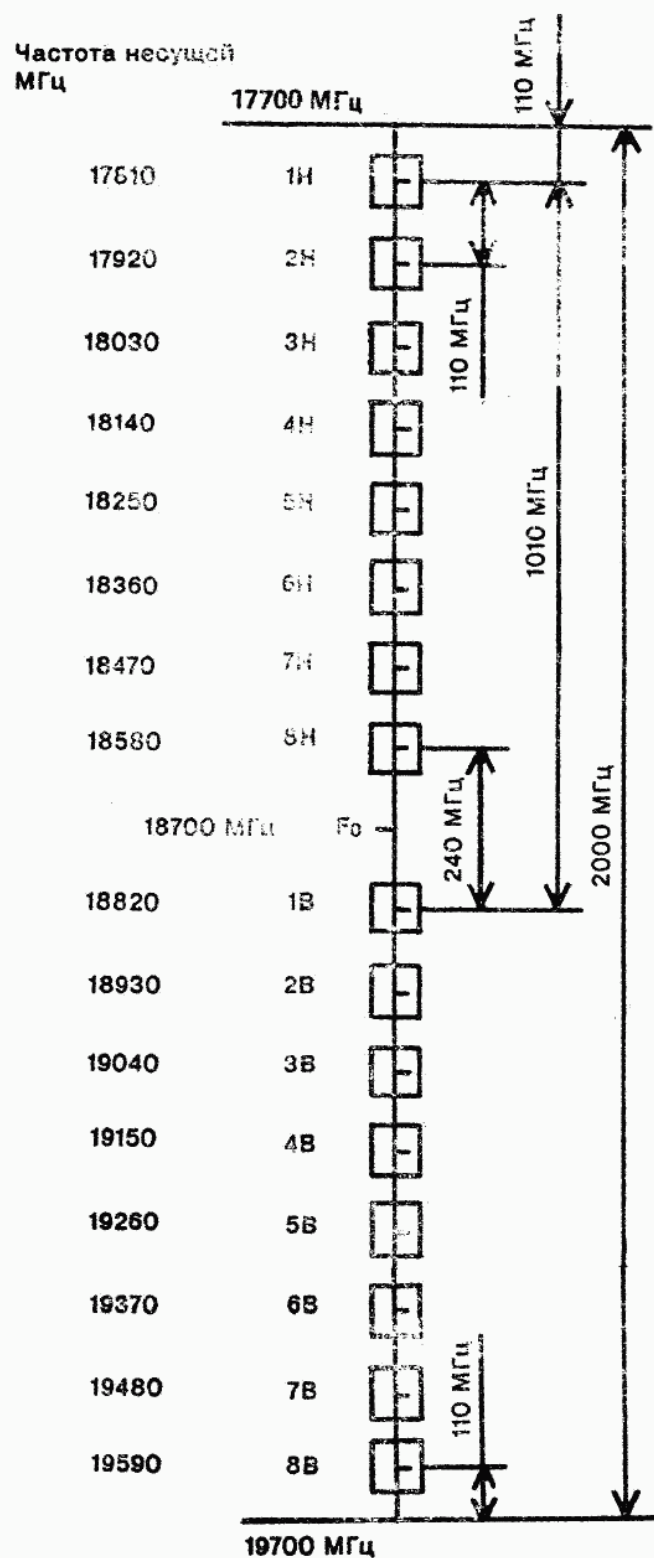 Частота несущей
МГц
17700 МГц
110 МГц
17810 1Н
17920 2Н
110 МГц
18030 3Н
18140 4Н
18250 5Н
1010 МГц
18360 6Н
18470 7Н
18580 8Н
18700 МГц F0
240 МГц
2000 МГц
18820 1В
18930 2В
19040 3В
19150 4В
19260 5В
19370 6В
19480 7В
110 МГц
19590 8В
19700 МГц